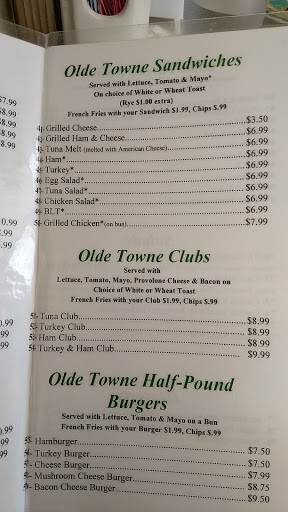 Olde Towne Sandwiches
Served with Lettuce, Tomato & Mayo*
On choice of White or Wheat Toast
(Rye $1.00 extra)
French Fries with your Sandwich $1.99, Chips $.99
Grilled Cheese $3.50
Grilled Ham & Cheese $6.99
Tuna Melt (melted with American Cheese) $6.99
Ham* $6.99
Turkey* $6.99
Egg Salad* $6.99
Tuna Salad* $6.99
Chicken Salad* $6.99
BLT* $6.99
Grilled Chicken*(on bun) $7.99
Olde Towne Clubs
Served with
Lettuce, Tomato, Mayo, Provolone Cheese & Bacon on
Choice of White or Wheat Toast
French Fries with your Club $1.99, Chips $.99
Tuna Club $8.99
Turkey Club $8.99
Ham Club $8.99
Turkey & Ham Club $9.99
Olde Towne Half-Pound
Burgers
Served with Lettuce, Tomato & Mayo on a Bun
French Fries with your Burger $1.99, Chips $.99
Hamburger $7.50
Turkey Burger $7.50
Cheese Burger $7.99
Mushroom Cheese Burger $8.75
Bacon Cheese Burger $9.50